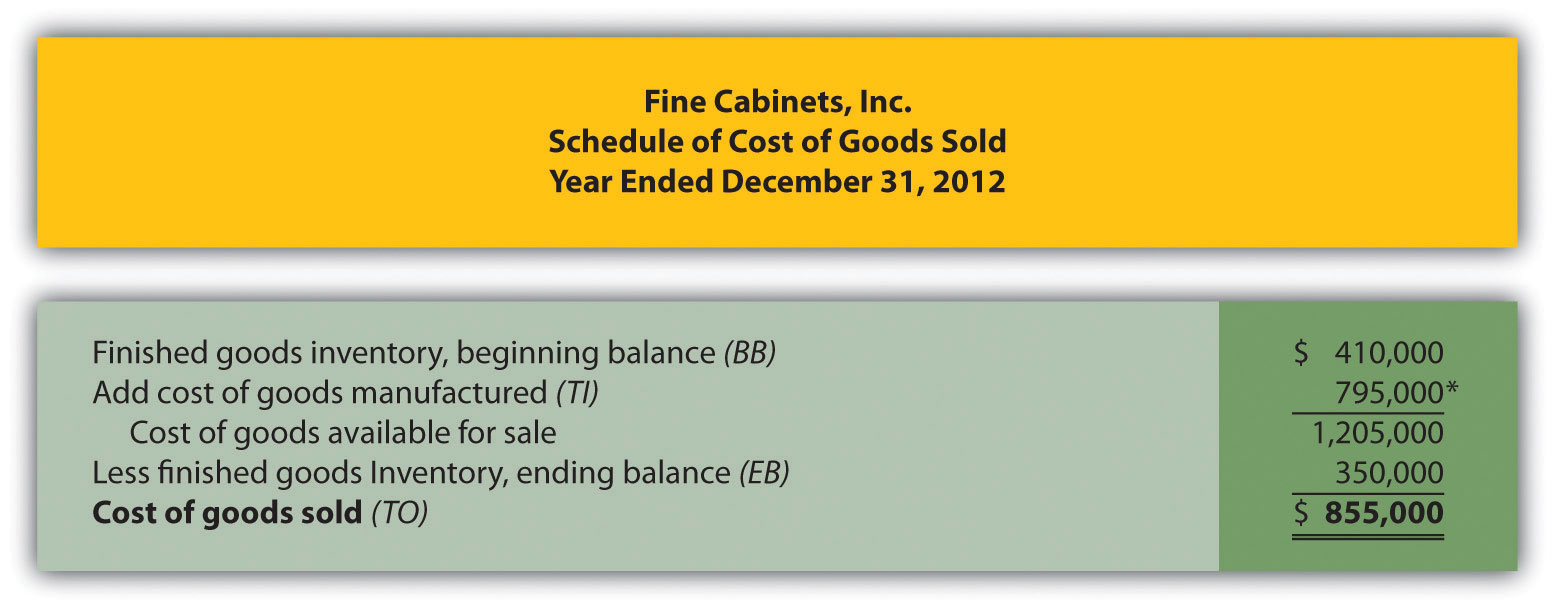 Fine Cabinets, Inc.
Schedule of Cost of Goods Sold
Year Ended December 31, 2012
Finished goods inventory, beginning balance (BB) $ 410,000
Add cost of goods manufactured (TI) 795,000*
Cost of goods available for sale 1,205,000
Less finished goods Inventory, ending balance (EB) 350,000
Cost of goods sold (TO) $ 855,000